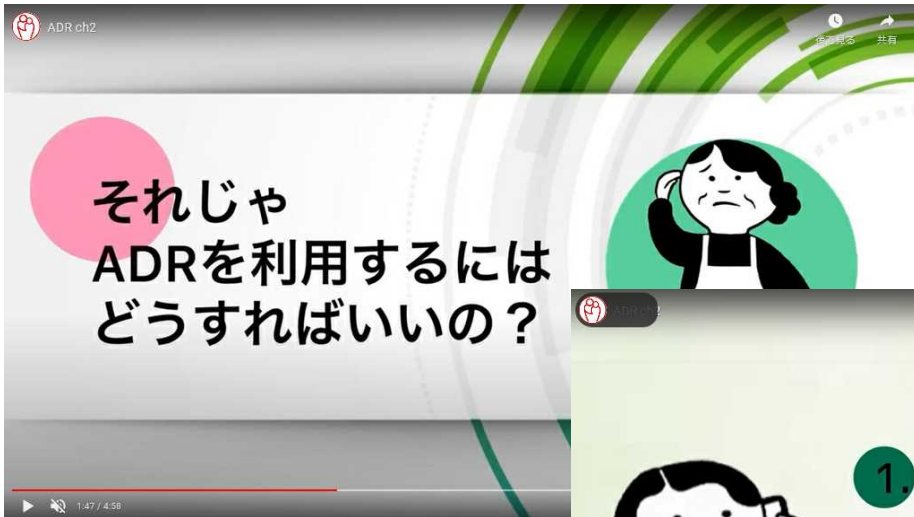 ADR ch2
後で見る
共有
それじゃ
ADRを利用するには
どうすればいいの？
ADR ch2
1.
1:47 / 4:58